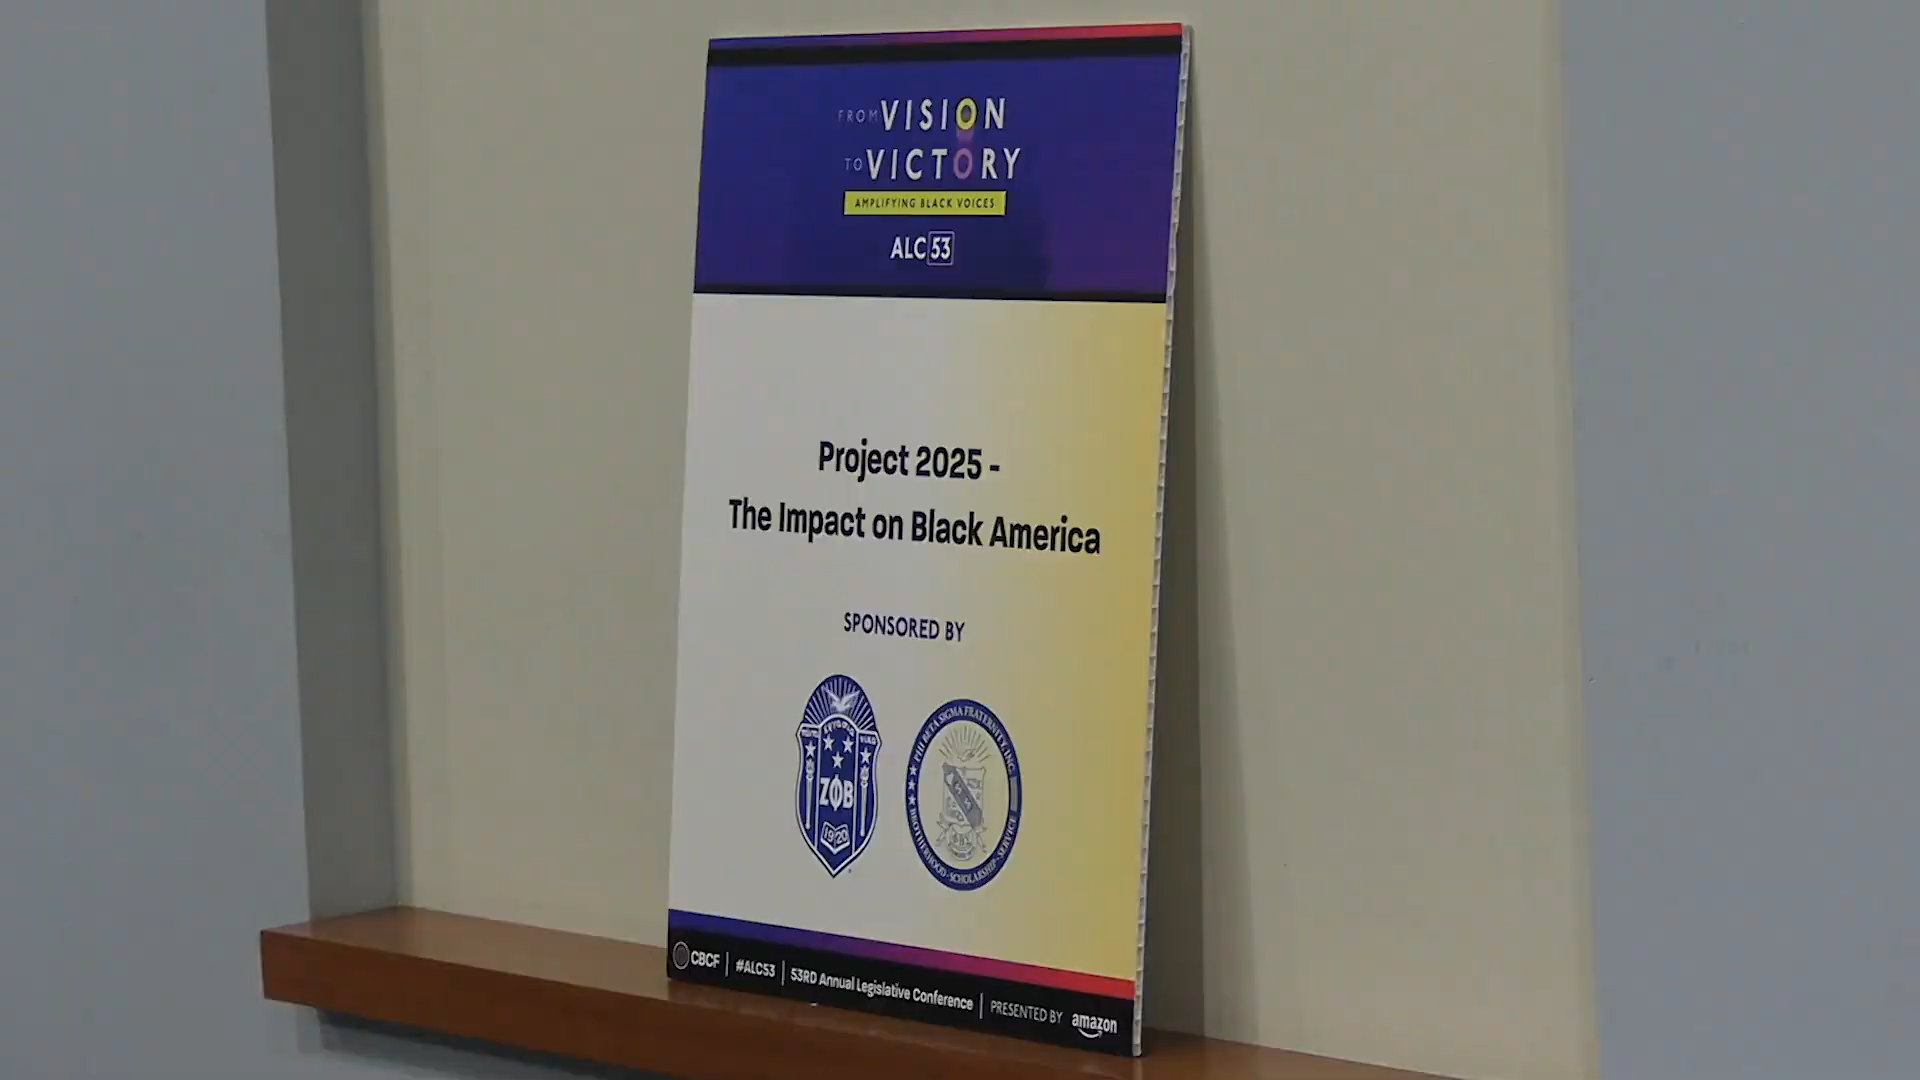 FROM VISION
TO VICTORY
AMPLIFYING BLACK VOICES
ALC 53
Project 2025 -
The Impact on Black America
SPONSORED BY
ZΦB
1920
PHI BETA SIGMA FRATERNITY, INC.
BROTHERHOOD - SCHOLARSHIP - SERVICE
CBCF | #ALC53 | 53RD Annual Legislative Conference | PRESENTED BY amazon